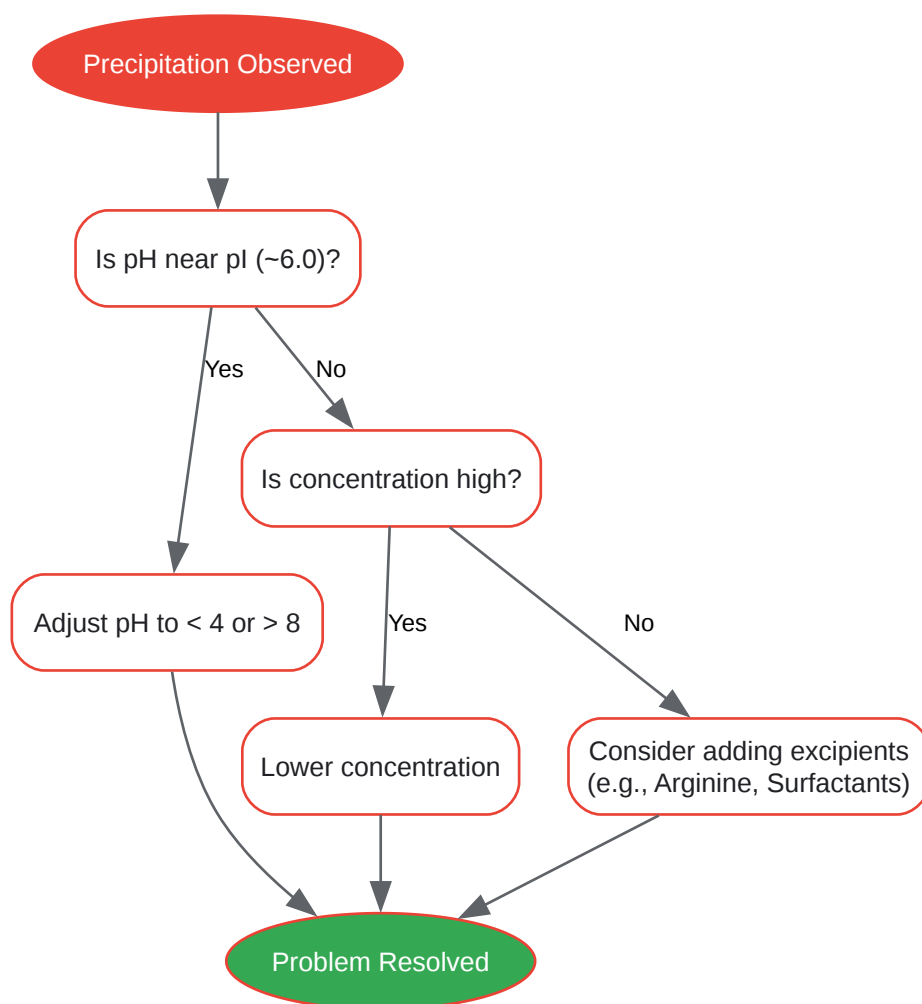 Precipitation Observed
Is pH near pI (~6.0)?
Yes
No
Is concentration high?
Adjust pH to < 4 or > 8
Yes
No
Lower concentration
Consider adding excipients
(e.g., Arginine, Surfactants)
Problem Resolved